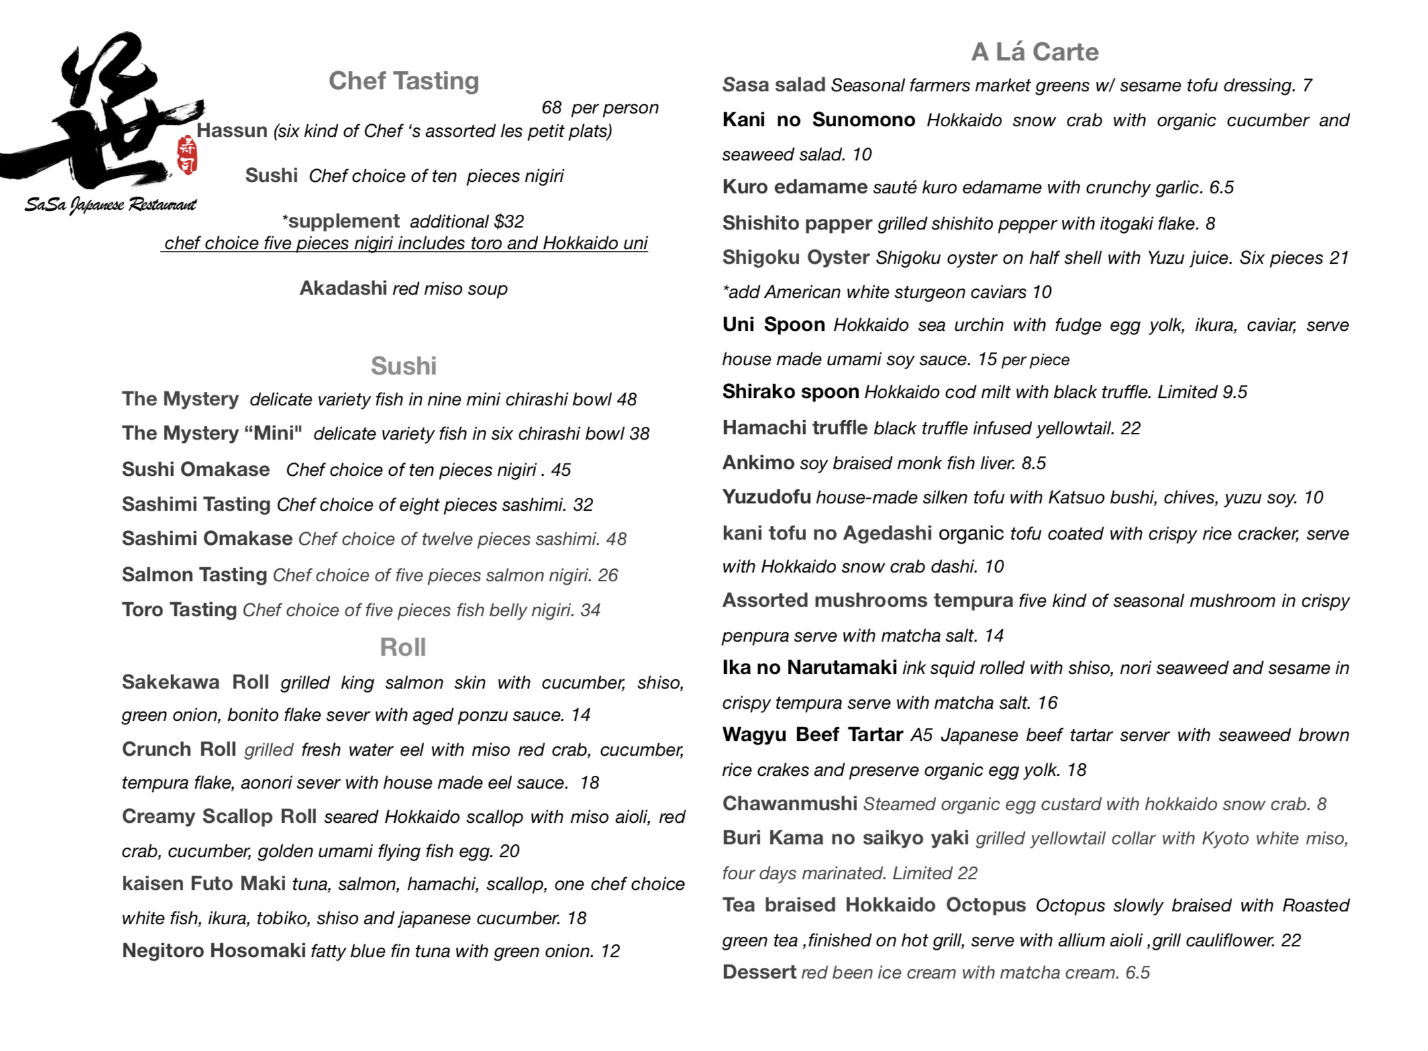 世
寿
司
SaSa Japanese Restaurant
Chef Tasting
68 per person
Hassun (six kind of Chef ‘s assorted les petit plats)
Sushi Chef choice of ten pieces nigiri
*supplement additional $32
chef choice five pieces nigiri includes toro and Hokkaido uni
Akadashi red miso soup
Sushi
The Mystery delicate variety fish in nine mini chirashi bowl 48
The Mystery “Mini" delicate variety fish in six chirashi bowl 38
Sushi Omakase Chef choice of ten pieces nigiri . 45
Sashimi Tasting Chef choice of eight pieces sashimi. 32
Sashimi Omakase Chef choice of twelve pieces sashimi. 48
Salmon Tasting Chef choice of five pieces salmon nigiri. 26
Toro Tasting Chef choice of five pieces fish belly nigiri. 34
Roll
Sakekawa Roll grilled king salmon skin with cucumber, shiso,
green onion, bonito flake sever with aged ponzu sauce. 14
Crunch Roll grilled fresh water eel with miso red crab, cucumber,
tempura flake, aonori sever with house made eel sauce. 18
Creamy Scallop Roll seared Hokkaido scallop with miso aioli, red
crab, cucumber, golden umami flying fish egg. 20
kaisen Futo Maki tuna, salmon, hamachi, scallop, one chef choice
white fish, ikura, tobiko, shiso and japanese cucumber. 18
Negitoro Hosomaki fatty blue fin tuna with green onion. 12
A Lá Carte
Sasa salad Seasonal farmers market greens w/ sesame tofu dressing. 7
Kani no Sunomono Hokkaido snow crab with organic cucumber and
seaweed salad. 10
Kuro edamame sauté kuro edamame with crunchy garlic. 6.5
Shishito papper grilled shishito pepper with itogaki flake. 8
Shigoku Oyster Shigoku oyster on half shell with Yuzu juice. Six pieces 21
*add American white sturgeon caviars 10
Uni Spoon Hokkaido sea urchin with fudge egg yolk, ikura, caviar, serve
house made umami soy sauce. 15 per piece
Shirako spoon Hokkaido cod milt with black truffle. Limited 9.5
Hamachi truffle black truffle infused yellowtail. 22
Ankimo soy braised monk fish liver. 8.5
Yuzudofu house-made silken tofu with Katsuo bushi, chives, yuzu soy. 10
kani tofu no Agedashi organic tofu coated with crispy rice cracker, serve
with Hokkaido snow crab dashi. 10
Assorted mushrooms tempura five kind of seasonal mushroom in crispy
penpura serve with matcha salt. 14
Ika no Narutamaki ink squid rolled with shiso, nori seaweed and sesame in
crispy tempura serve with matcha salt. 16
Wagyu Beef Tartar A5 Japanese beef tartar server with seaweed brown
rice crakes and preserve organic egg yolk. 18
Chawanmushi Steamed organic egg custard with hokkaido snow crab. 8
Buri Kama no saikyo yaki grilled yellowtail collar with Kyoto white miso,
four days marinated. Limited 22
Tea braised Hokkaido Octopus Octopus slowly braised with Roasted
green tea ,finished on hot grill, serve with allium aioli ,grill cauliflower. 22
Dessert red been ice cream with matcha cream. 6.5